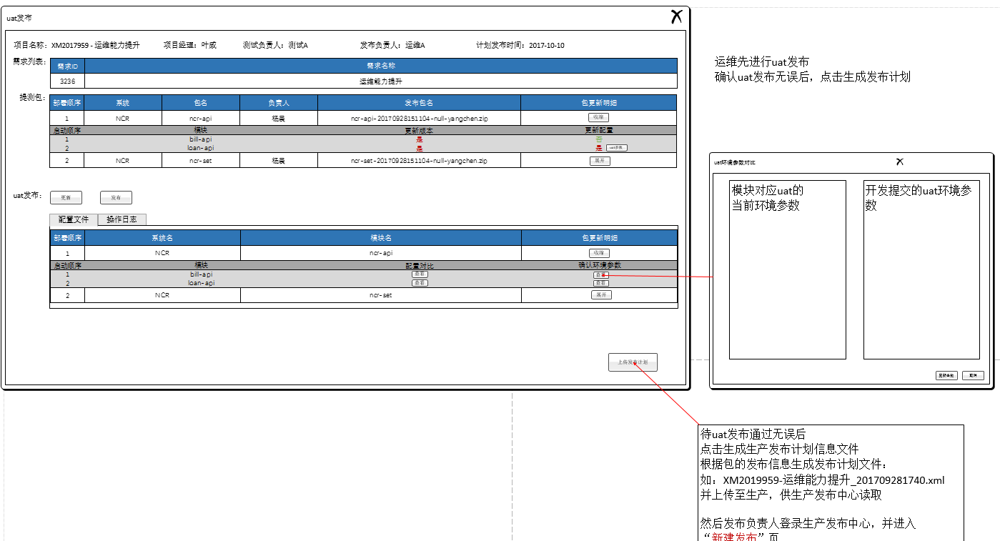 uat发布
项目名称：XM2017959 - 运维能力提升 项目经理：叶威 测试负责人：测试A 发布负责人：运维A 计划发布时间：2017-10-10
需求列表：
需求ID 需求名称
3236 运维能力提升
提测包：
部署顺序 系统 包名 负责人 发布包名 包更新明细
1 NCR ncr-api 杨晨 ncr-api-20170928151104-null-yangchen.zip 收缩
启动顺序 模块 更新版本 更新配置
1 bill-api 是 否
2 loan-api 是 是 uat参数
2 NCR ncr-set 杨晨 ncr-set-20170928151104-null-yangchen.zip 展开
uat发布： 更新 发布
配置文件 操作日志
部署顺序 系统名 模块名 包更新明细
1 NCR ncr-api 收缩
启动顺序 模块 配置对比 确认环境参数
1 bill-api 查看 查看
2 loan-api 查看 查看
2 NCR ncr-set 展开
上传发布计划
运维先进行uat发布
确认uat发布无误后，点击生成发布计划
uat环境参数对比
模块对应uat的
当前环境参数
开发提交的uat环境参
数
取消
待uat发布通过无误后
点击生成生产发布计划信息文件
根据包的发布信息生成发布计划文件：
如：XM2019959-运维能力提升_201709281740.xml
并上传至生产，供生产发布中心读取
然后发布负责人登录生产发布中心，并进入
“新建发布”页